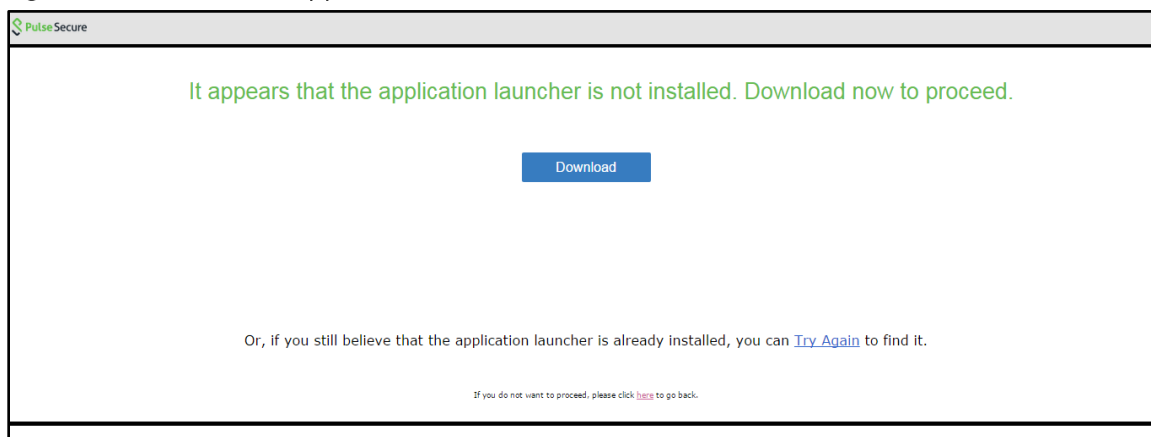 Pulse Secure
It appears that the application launcher is not installed. Download now to proceed.
Download
Or, if you still believe that the application launcher is already installed, you can Try Again to find it.
If you do not want to proceed, please click here to go back.